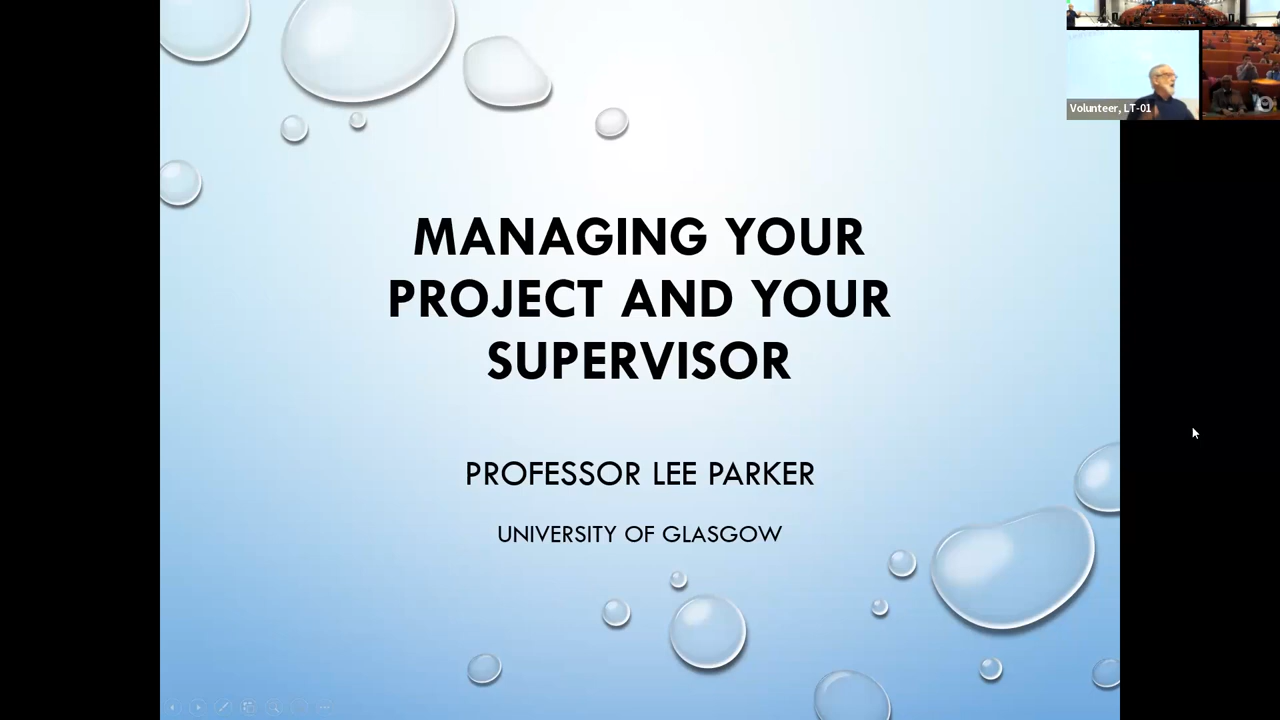 Volunteer, LT-01
MANAGING YOUR
PROJECT AND YOUR
SUPERVISOR
PROFESSOR LEE PARKER
UNIVERSITY OF GLASGOW